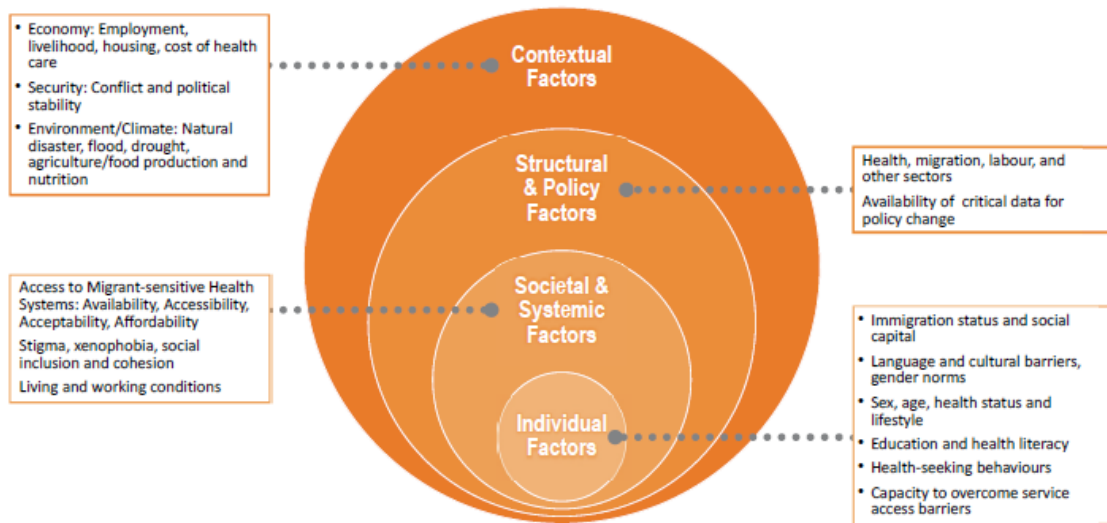 • Economy: Employment,
livelihood, housing, cost of health
care
• Security: Conflict and political
stability
• Environment/Climate: Natural
disaster, flood, drought,
agriculture/food production and
nutrition
Contextual
Factors
Structural
& Policy
Factors
Health, migration, labour, and
other sectors
Availability of critical data for
policy change
Access to Migrant-sensitive Health
Systems: Availability, Accessibility,
Acceptability, Affordability
Stigma, xenophobia, social
inclusion and cohesion
Living and working conditions
Societal &
Systemic
Factors
Individual
Factors
• Immigration status and social
capital
• Language and cultural barriers,
gender norms
• Sex, age, health status and
lifestyle
• Education and health literacy
• Health-seeking behaviours
• Capacity to overcome service
access barriers